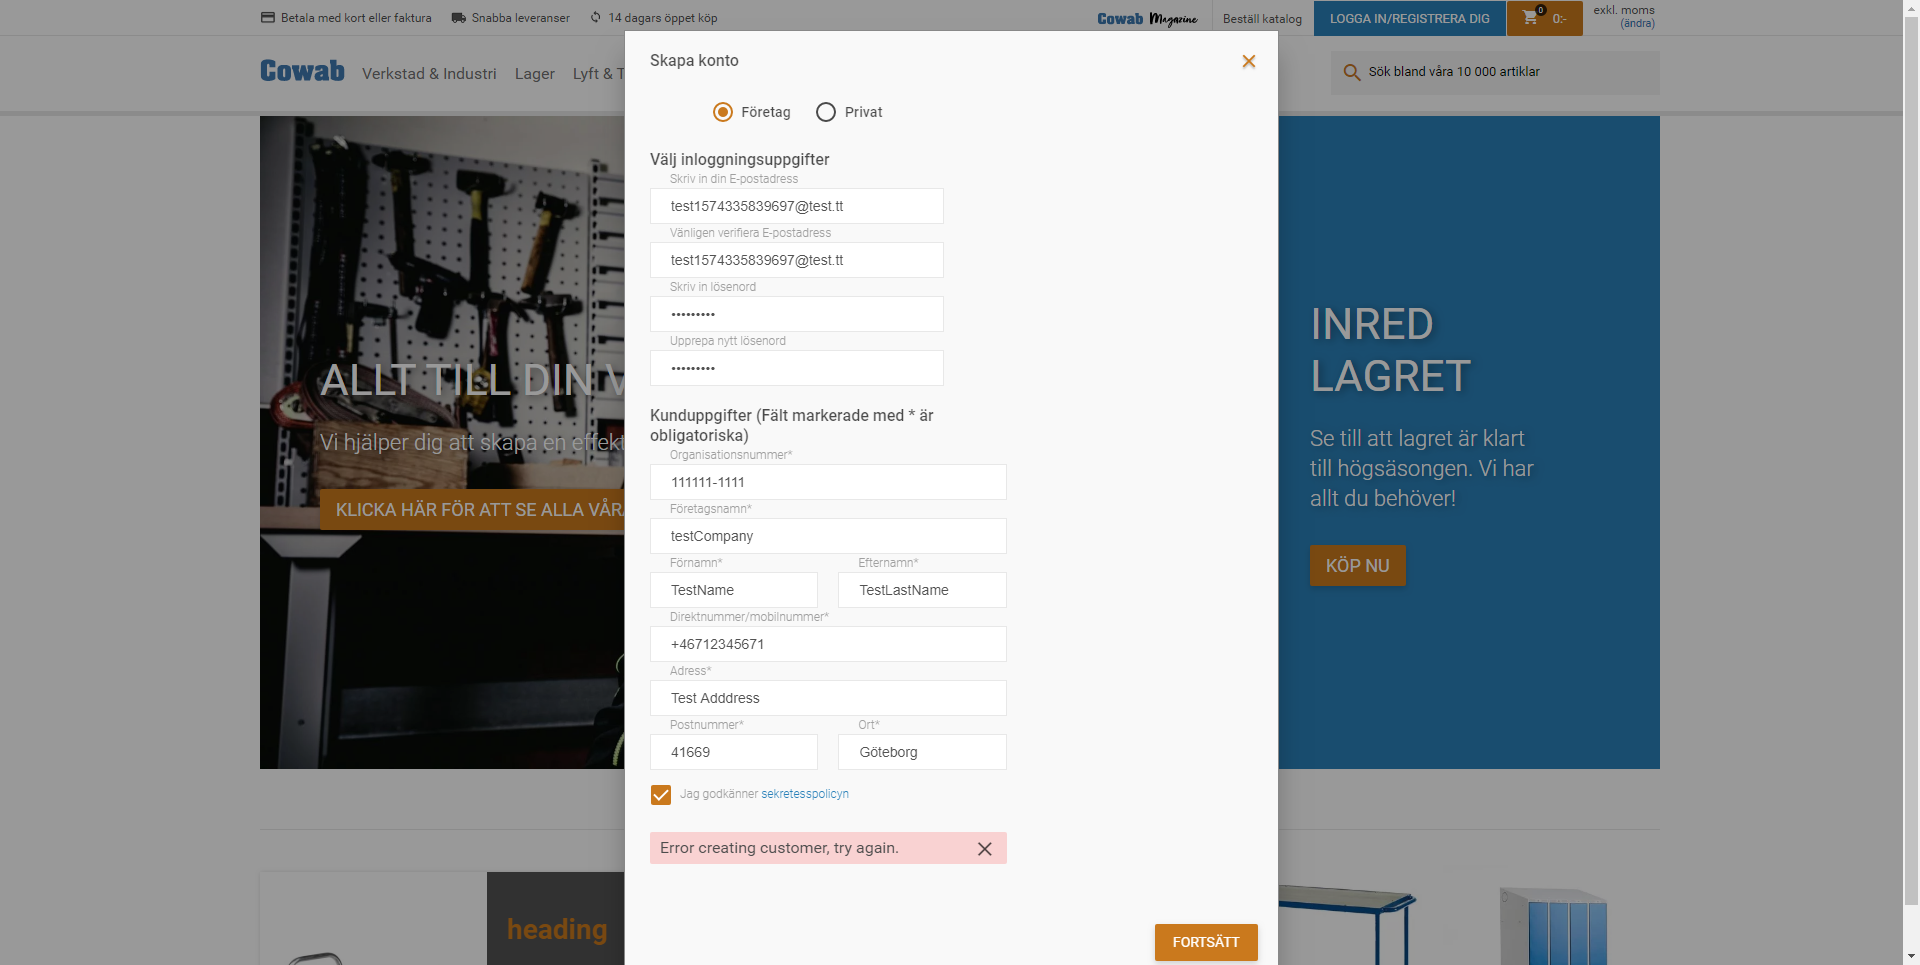 Betala med kort eller faktura
Snabba leveranser
14 dagars öppet köp
Cowab Magazine
Beställ katalog
LOGGA IN/REGISTRERA DIG
0
0:-
exkl. moms
(ändra)
Cowab
Verkstad & Industri
Lager
Lyft & T
Sök bland våra 10 000 artiklar
Skapa konto
Företag
Privat
Välj inloggningsuppgifter
Skriv in din E-postadress
test1574335839697@test.tt
Vänligen verifiera E-postadress
test1574335839697@test.tt
Skriv in lösenord
•••••••••
Upprepa nytt lösenord
•••••••••
Kunduppgifter (Fält markerade med * är
obligatoriska)
Organisationsnummer*
111111-1111
Företagsnamn*
testCompany
Förnamn*
Efternamn*
TestName
TestLastName
Direktnummer/mobilnummer*
+46712345671
Adress*
Test Adddress
Postnummer*
Ort*
41669
Göteborg
Jag godkänner sekretesspolicyn
Error creating customer, try again.
FORTSÄTT
ALLT TILL DIN V
Vi hjälper dig att skapa en effekt
KLICKA HÄR FÖR ATT SE ALLA VÅRA
INRED
LAGRET
Se till att lagret är klart
till högsäsongen. Vi har
allt du behöver!
KÖP NU
heading